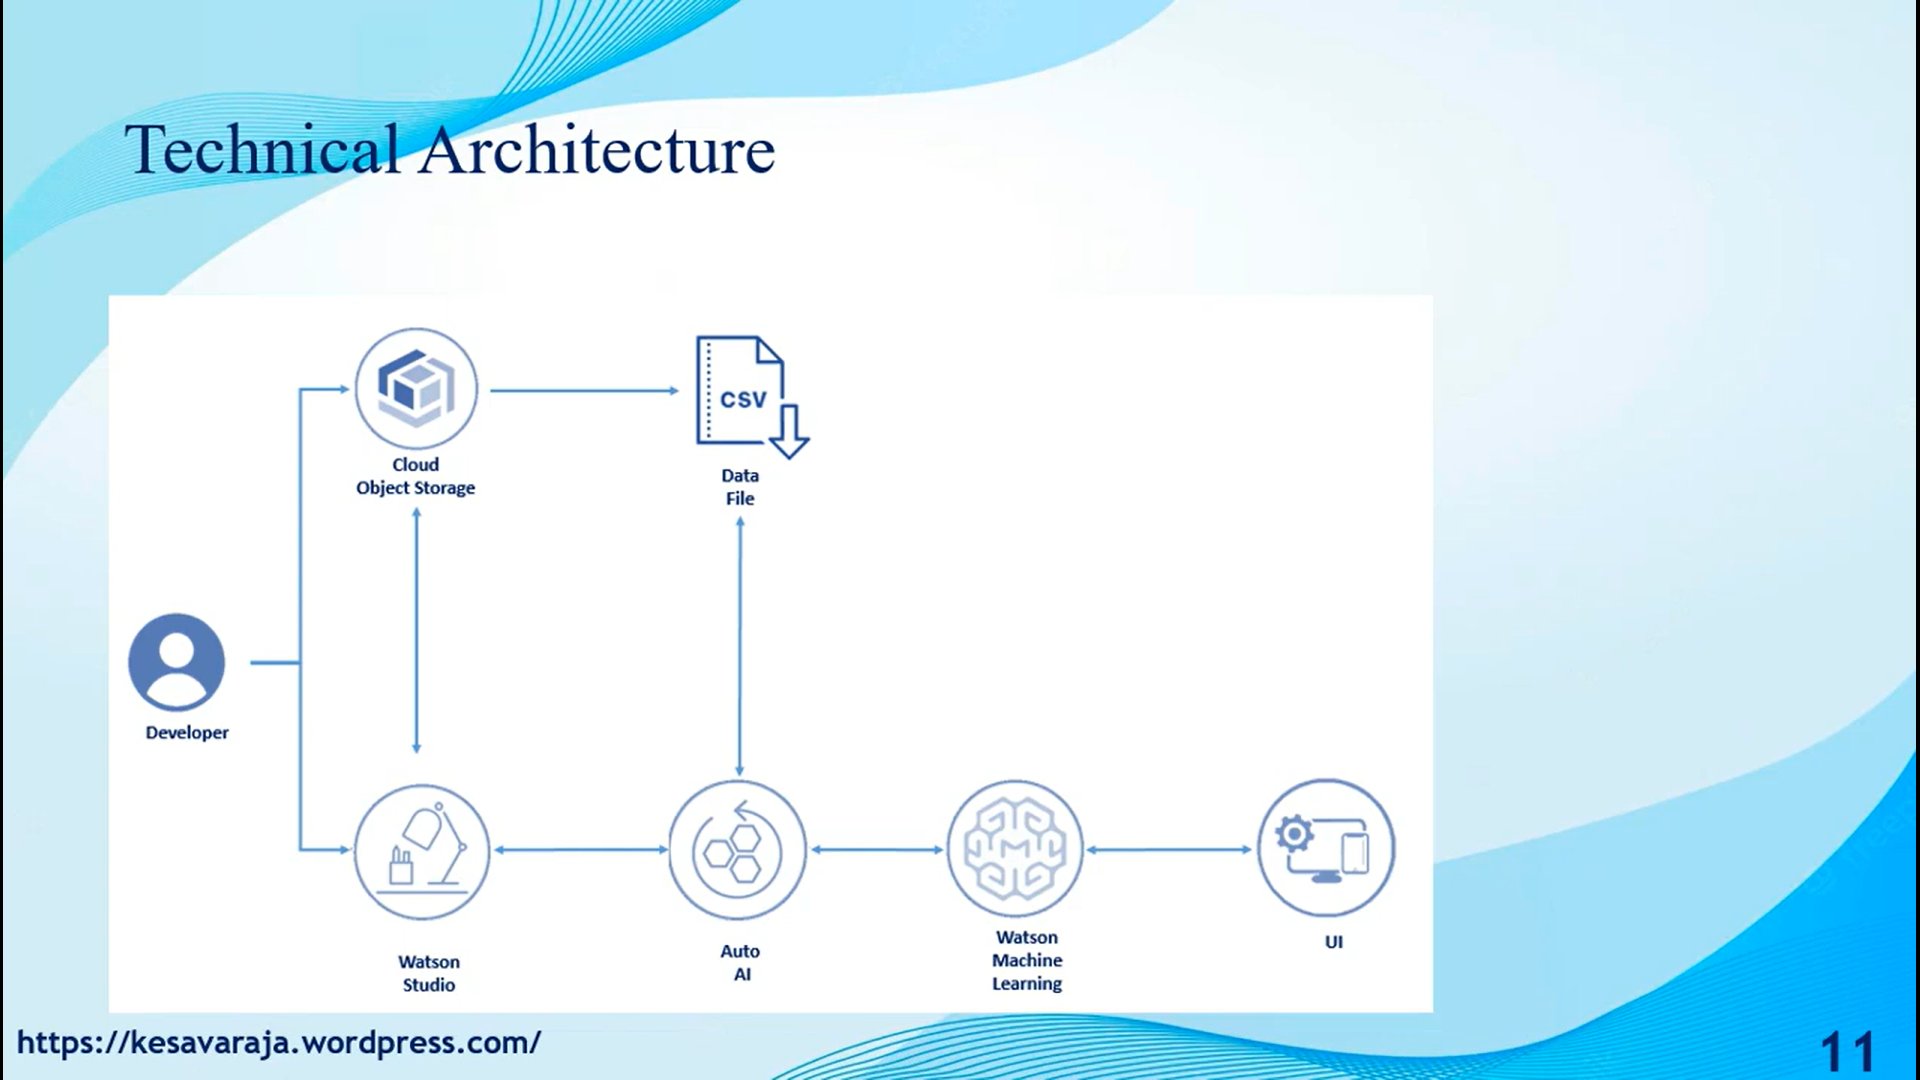 Technical Architecture
CSV
Cloud
Object Storage
Data
File
Developer
Watson
Studio
Auto
AI
Watson
Machine
Learning
UI
https://kesavaraja.wordpress.com/
11